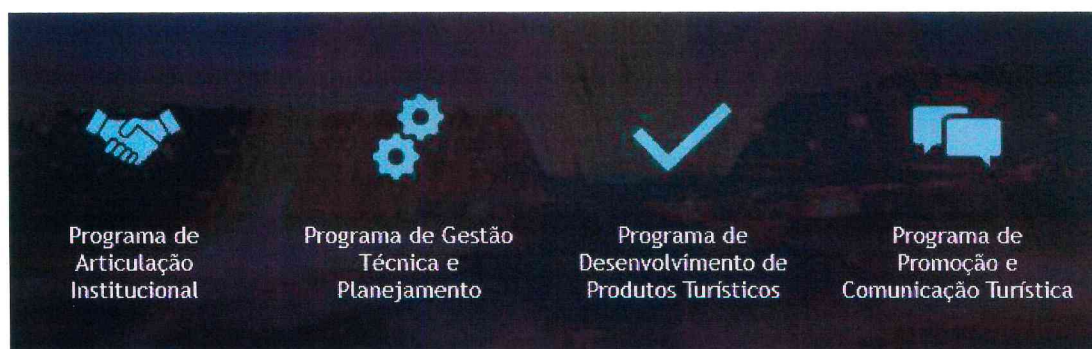 Programa de
Articulação
Institucional
Programa de Gestão
Técnica e
Planejamento
Programa de
Desenvolvimento de
Produtos Turísticos
Programa de
Promoção e
Comunicação Turística